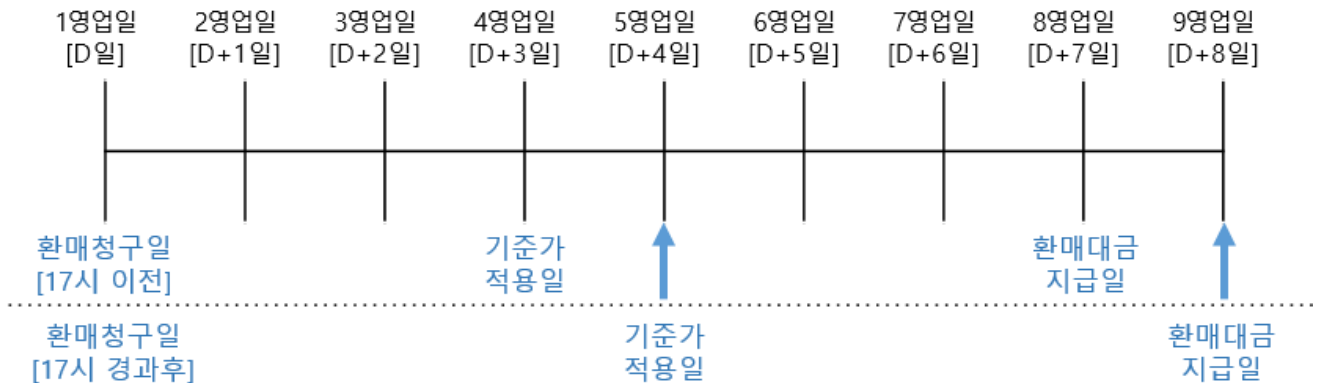 1영업일 2영업일 3영업일 4영업일 5영업일 6영업일 7영업일 8영업일 9영업일
[D일] [D+1일] [D+2일] [D+3일] [D+4일] [D+5일] [D+6일] [D+7일] [D+8일]
환매청구일 기준가 환매대금
[17시 이전] 적용일 지급일
환매청구일 기준가 환매대금
[17시 경과후] 적용일 지급일